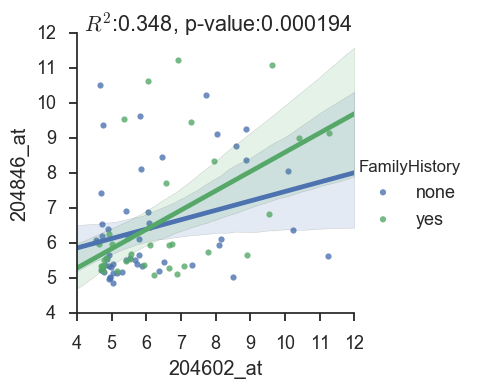 R²:0.348, p-value:0.000194
12
11
10
9
8
7
6
5
4
204846_at
4 5 6 7 8 9 10 11 12
204602_at
FamilyHistory
none
yes